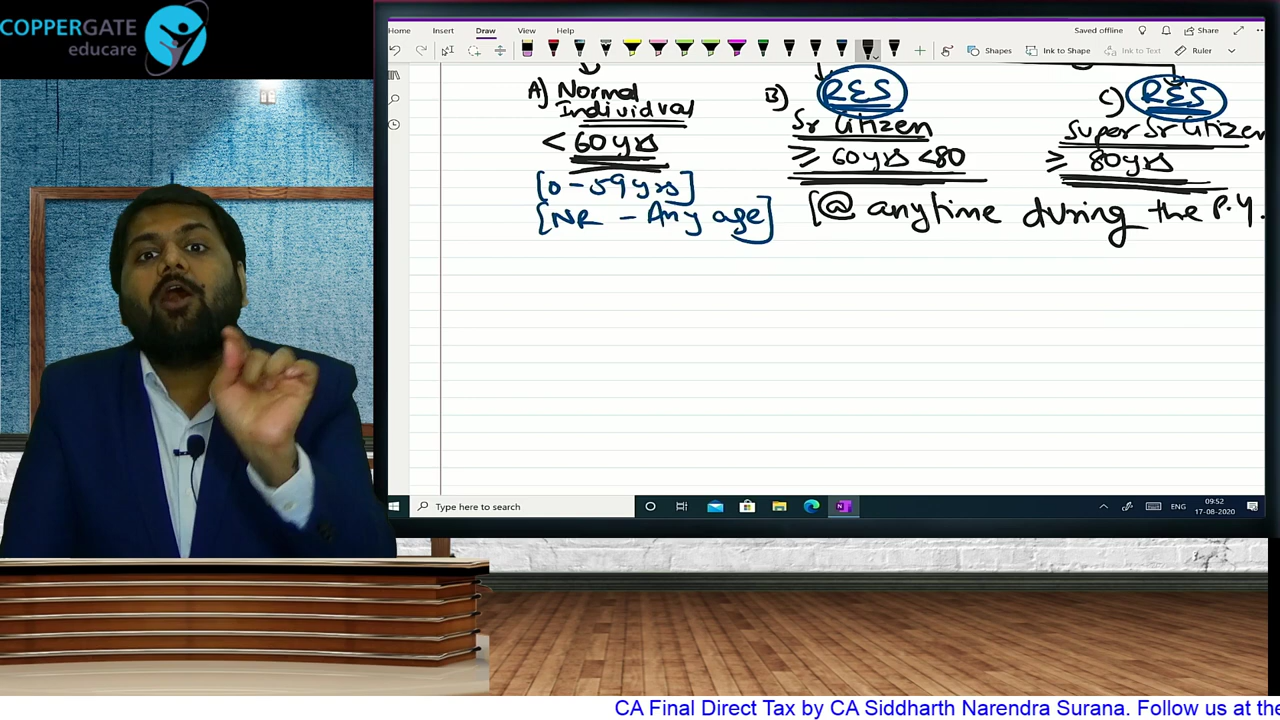 COPPERGATE
educare
Home Insert Draw View Help
Saved offline Share
Shapes Ink to Shape Ink to Text Ruler
A) Normal
Individual
< 60 yrs
[0 - 59 yrs]
[NR - Any age]
B) RES
Sr Citizen
≥ 60 yrs <80
C) RES
Super Sr Citizen
≥ 80 yrs
[@ anytime during the P.Y.
Type here to search
ENG
09:52
17-08-2020
CA Final Direct Tax by CA Siddharth Narendra Surana. Follow us at the